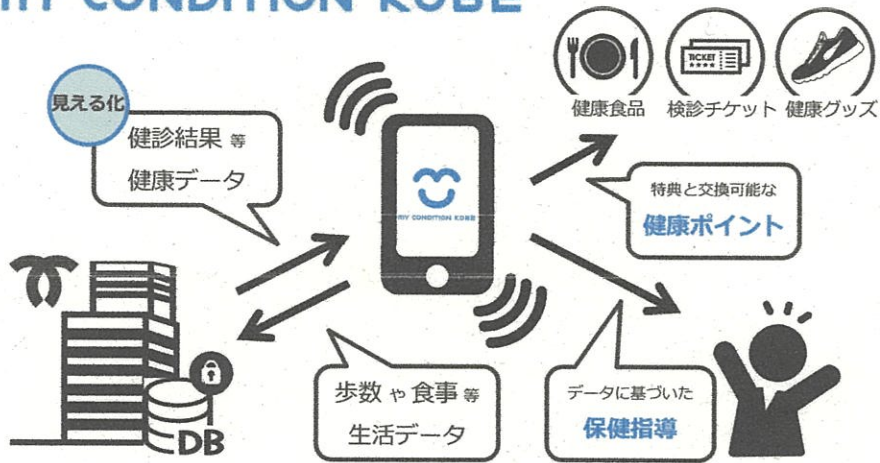 MY CONDITION KOBE
見える化
健診結果 等
健康データ
MY CONDITION KOBE
TICKET
健康食品 検診チケット 健康グッズ
特典と交換可能な
健康ポイント
歩数 や 食事 等
生活データ
データに基づいた
保健指導
DB